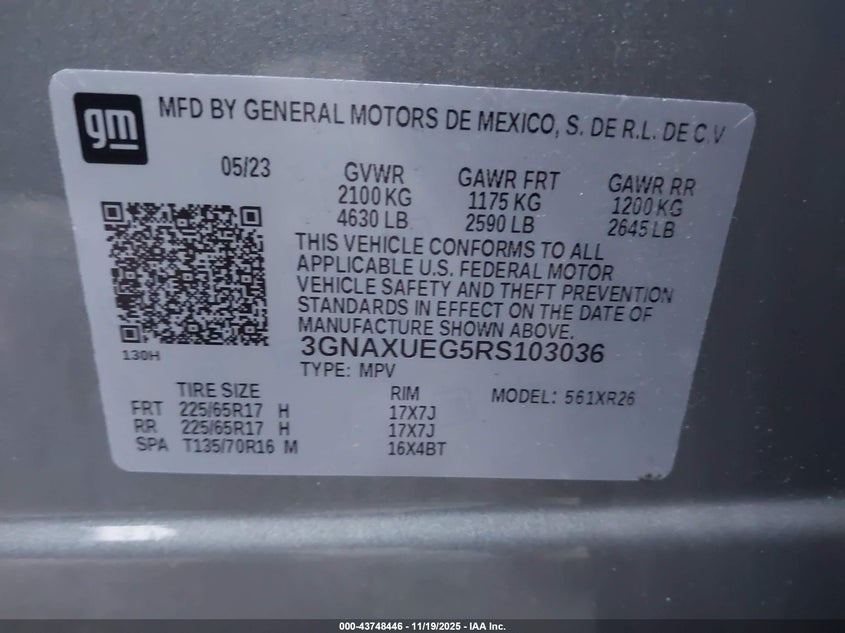 gm
MFD BY GENERAL MOTORS DE MEXICO, S. DE R.L. DE C.V
05/23
GVWR GAWR FRT GAWR RR
2100 KG 1175 KG 1200 KG
4630 LB 2590 LB 2645 LB
THIS VEHICLE CONFORMS TO ALL
APPLICABLE U.S. FEDERAL MOTOR
VEHICLE SAFETY AND THEFT PREVENTION
STANDARDS IN EFFECT ON THE DATE OF
MANUFACTURE SHOWN ABOVE.
130H
3GNAXUEG5RS103036
TYPE: MPV
TIRE SIZE RIM MODEL: 561XR26
FRT 225/65R17 H 17X7J
RR 225/65R17 H 17X7J
SPA T135/70R16 M 16X4BT
000-43748446 - 11/19/2025 - IAA Inc.